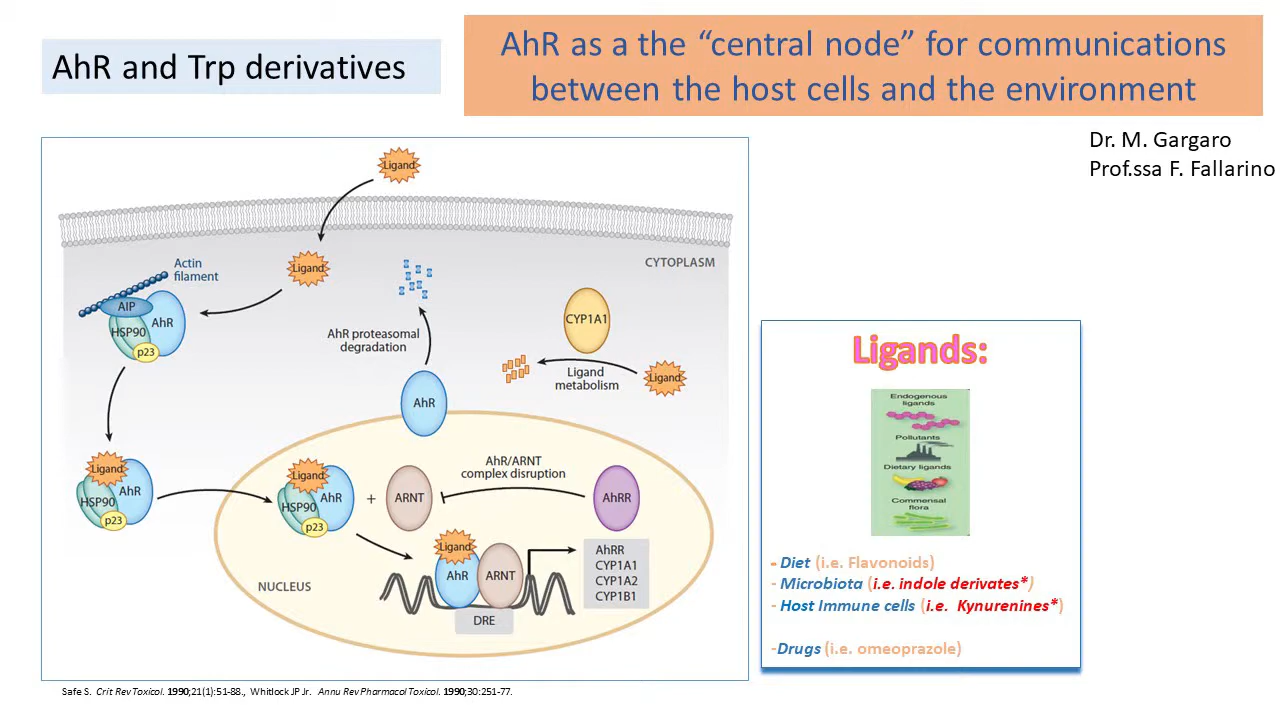 AhR and Trp derivatives
AhR as a the “central node” for communications
between the host cells and the environment
Dr. M. Gargaro
Prof.ssa F. Fallarino
Ligand
CYTOPLASM
Ligand
Actin
filament
AIP
AhR
HSP90
p23
AhR proteasomal
degradation
CYP1A1
Ligand
metabolism
Ligand
AhR
Ligand
AhR
HSP90
p23
Ligand
AhR
HSP90
p23
+
ARNT
AhR/ARNT
complex disruption
AhRR
NUCLEUS
Ligand
AhR
ARNT
DRE
AhRR
CYP1A1
CYP1A2
CYP1B1
Ligands:
Endogenous
ligands
Pollutants
Dietary ligands
Commensal
flora
- Diet (i.e. Flavonoids)
- Microbiota (i.e. indole derivates*)
- Host Immune cells (i.e. Kynurenines*)
-Drugs (i.e. omeoprazole)
Safe S. Crit Rev Toxicol. 1990;21(1):51-88., Whitlock JP Jr. Annu Rev Pharmacol Toxicol. 1990;30:251-77.